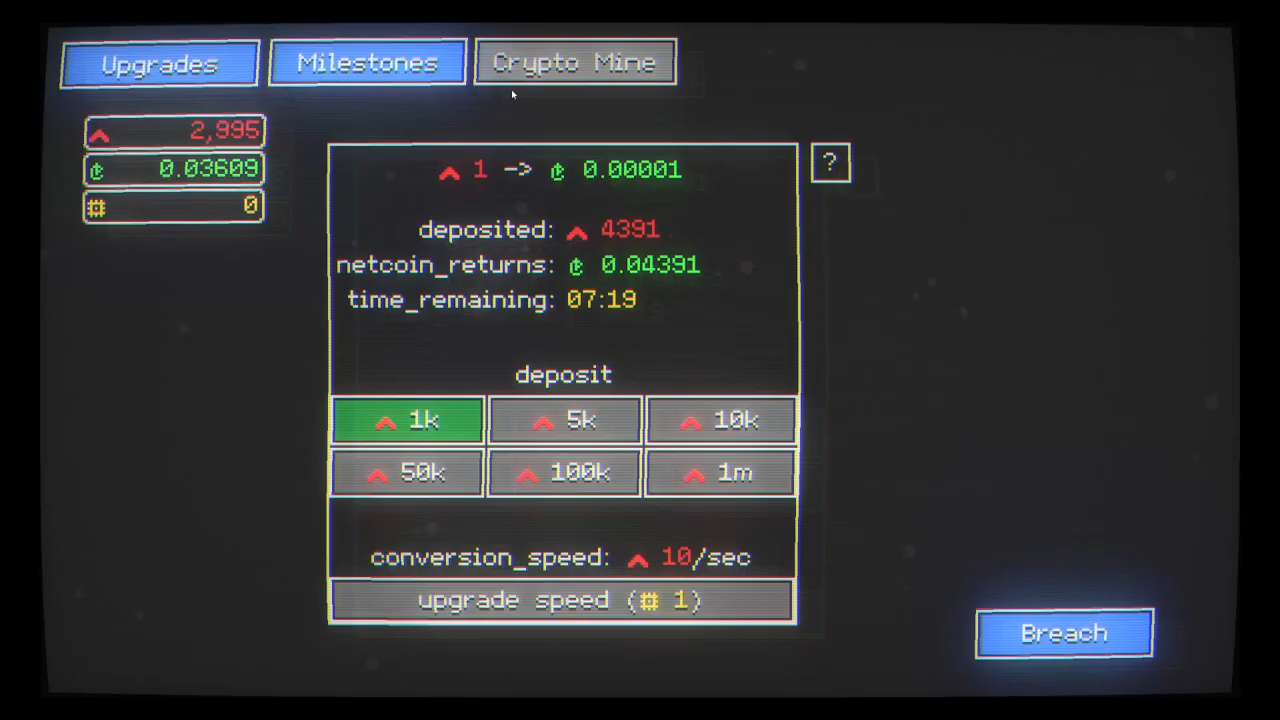 Upgrades Milestones Crypto Mine
2,995
0.03609
0
1 -> 0.00001
?
deposited: 4391
netcoin_returns: 0.04391
time_remaining: 07:19
deposit
1k 5k 10k
50k 100k 1m
conversion_speed: 10/sec
upgrade speed ( 1)
Breach